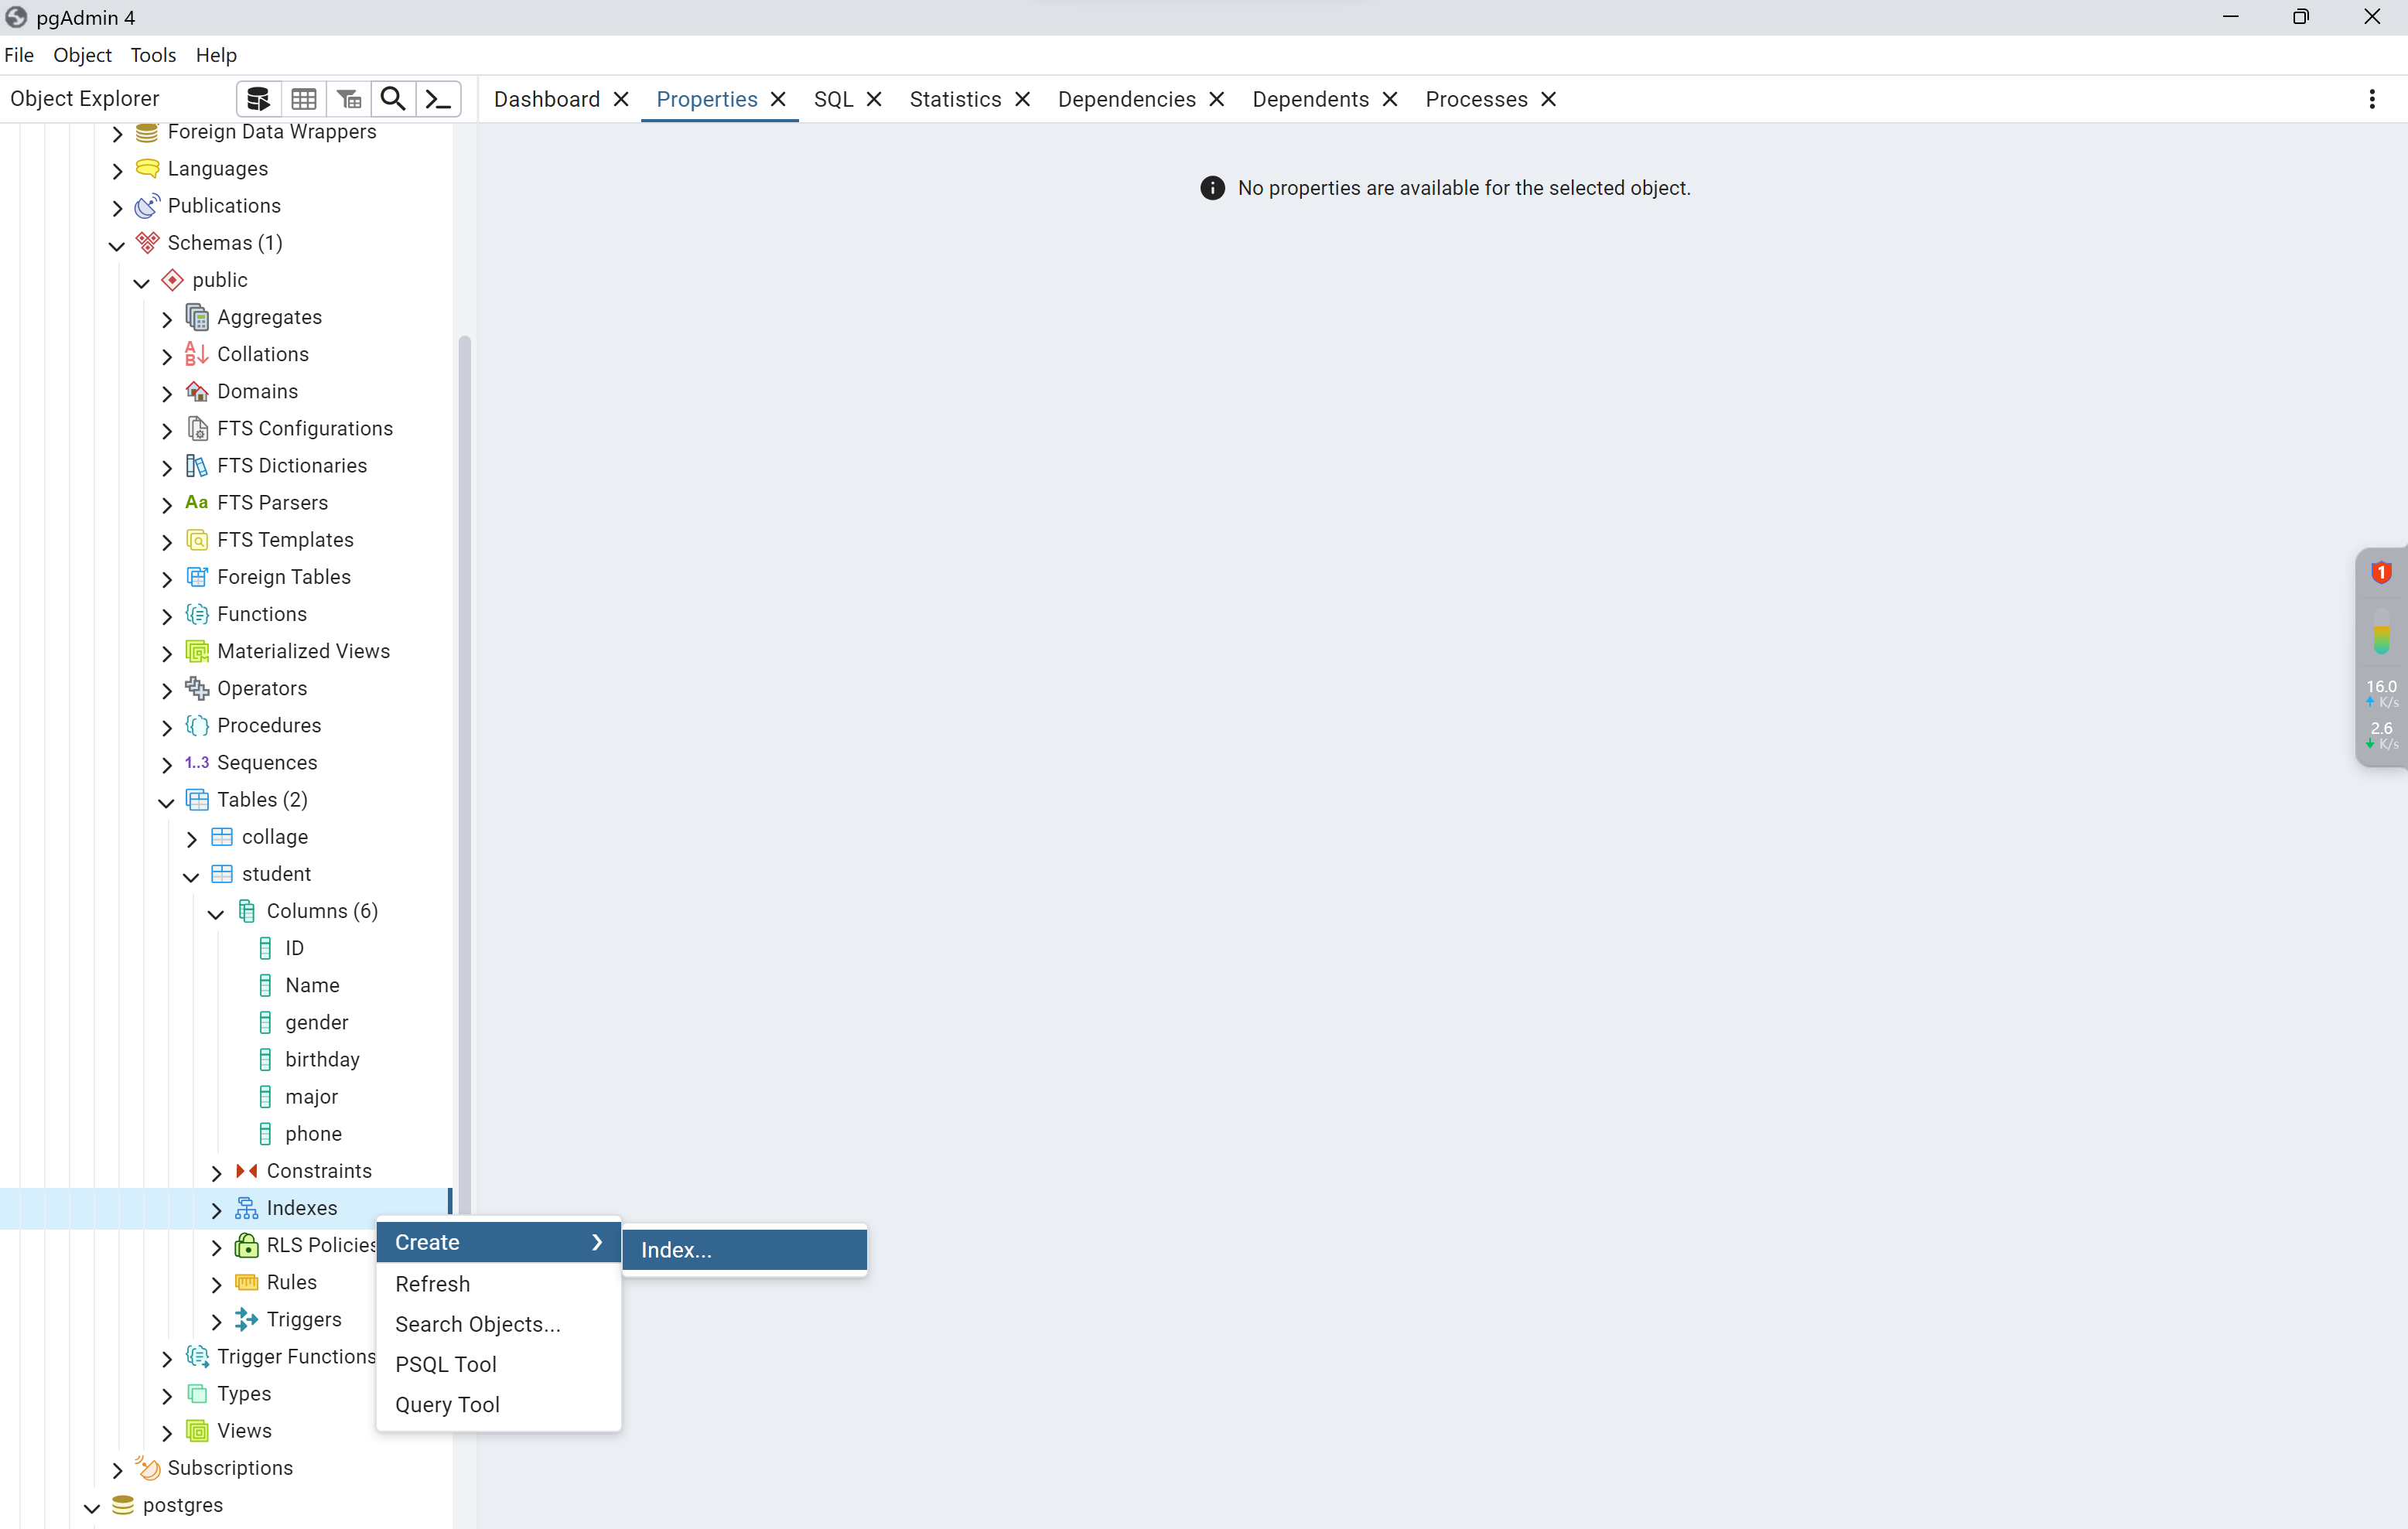 pgAdmin 4
File Object Tools Help
Object Explorer
Dashboard Properties SQL Statistics Dependencies Dependents Processes
No properties are available for the selected object.
Foreign Data Wrappers
Languages
Publications
Schemas (1)
public
Aggregates
Collations
Domains
FTS Configurations
FTS Dictionaries
Aa FTS Parsers
FTS Templates
Foreign Tables
Functions
Materialized Views
Operators
Procedures
1..3 Sequences
Tables (2)
collage
student
Columns (6)
ID
Name
gender
birthday
major
phone
Constraints
Indexes
RLS Policies
Rules
Triggers
Trigger Functions
Types
Views
Subscriptions
postgres
Create
Refresh
Search Objects...
PSQL Tool
Query Tool
Index...
1
16.0
K/s
2.6
K/s